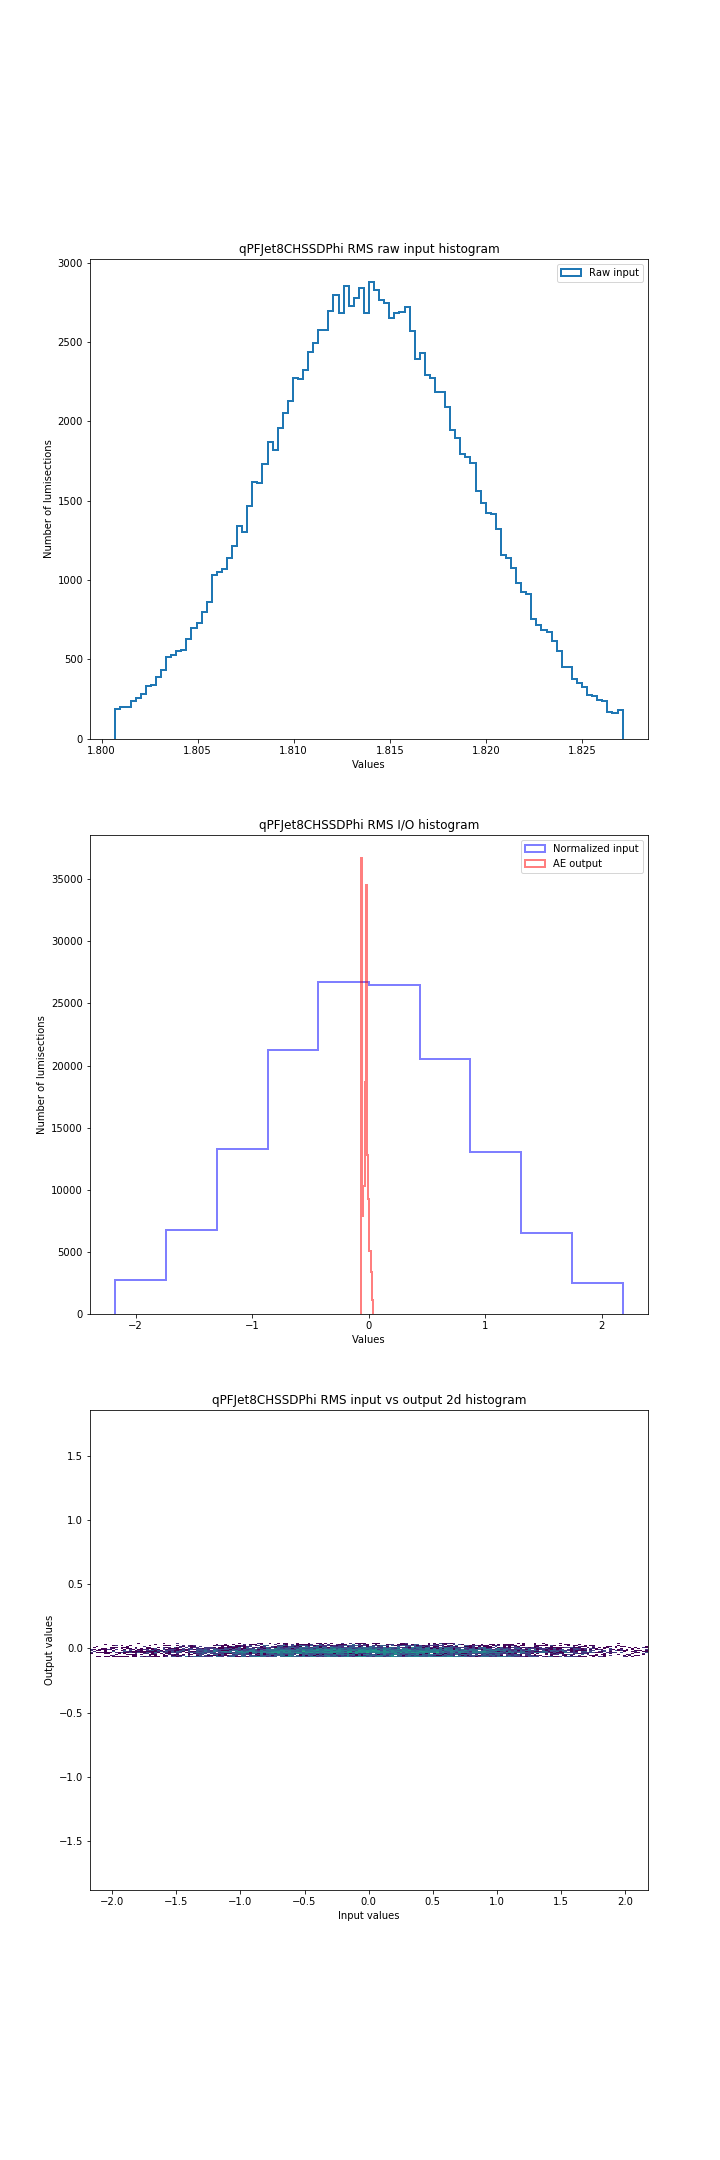 qPFJet8CHSSDPhi RMS raw input histogram
3000
2500
2000
1500
1000
500
0
Number of lumisections
Raw input
1.800 1.805 1.810 1.815 1.820 1.825
Values
qPFJet8CHSSDPhi RMS I/O histogram
35000
30000
25000
20000
15000
10000
5000
0
Number of lumisections
Normalized input
AE output
−2 −1 0 1 2
Values
qPFJet8CHSSDPhi RMS input vs output 2d histogram
1.5
1.0
0.5
0.0
−0.5
−1.0
−1.5
Output values
−2.0 −1.5 −1.0 −0.5 0.0 0.5 1.0 1.5 2.0
Input values